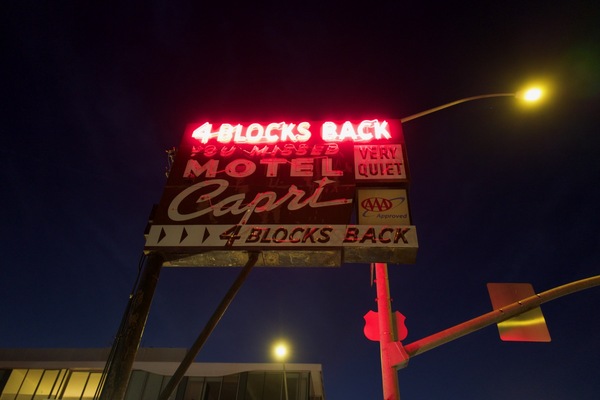 4 BLOCKS BACK
YOU MISSED
MOTEL
Capri
VERY
QUIET
AAA
Approved
4 BLOCKS BACK